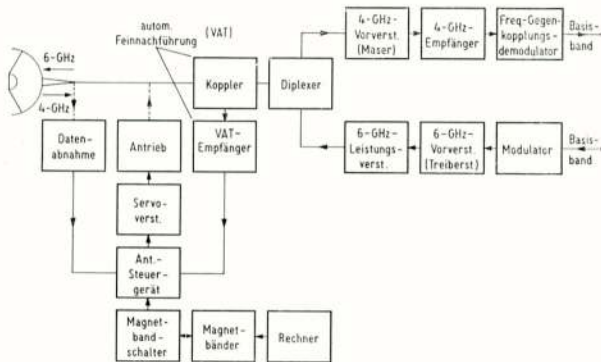 autom.
Feinnachführung
(VAT)
6-GHz
4-GHz
Koppler
Diplexer
4-GHz-
Vorverst.
(Maser)
4-GHz-
Empfänger
Freq-Gegen-
kopplungs-
demodulator
Basis-
band
Daten-
abnahme
Antrieb
VAT-
Empfänger
6-GHz-
Leistungs-
verst.
6-GHz-
Vorverst.
(Treiberst)
Modulator
Basis-
band
Servo-
verst.
Ant.-
Steuer-
gerät
Magnet-
band-
schalter
Magnet-
bänder
Rechner